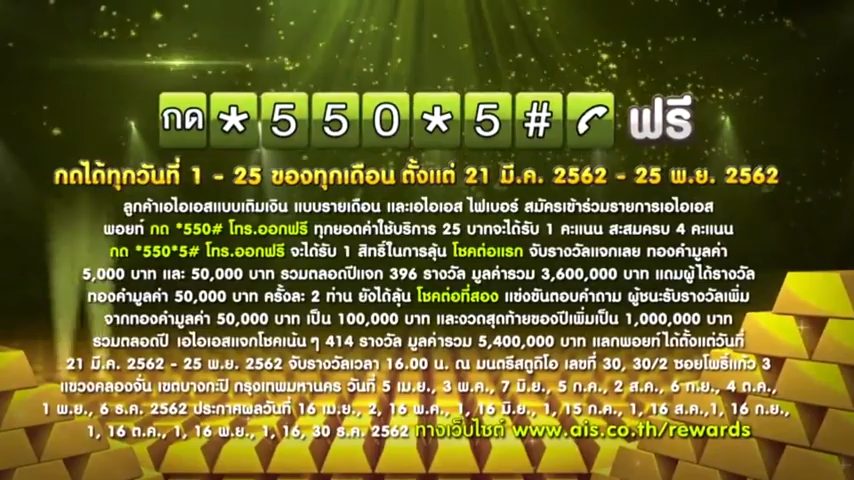 กด *550*5# ฟรี
กดได้ทุกวันที่ 1 - 25 ของทุกเดือน ตั้งแต่ 21 มี.ค. 2562 - 25 พ.ย. 2562
ลูกค้าเอไอเอสแบบเติมเงิน แบบรายเดือน และเอไอเอส ไฟเบอร์ สมัครเข้าร่วมรายการเอไอเอส
พอยท์ กด *550# โทร.ออกฟรี ทุกยอดค่าใช้บริการ 25 บาทจะได้รับ 1 คะแนน สะสมครบ 4 คะแนน
กด *550*5# โทร.ออกฟรี จะได้รับ 1 สิทธิ์ในการลุ้น โชคต่อแรก จับรางวัลแจกเลย ทองคำมูลค่า
5,000 บาท และ 50,000 บาท รวมตลอดปีแจก 396 รางวัล มูลค่ารวม 3,600,000 บาท แถมผู้ได้รางวัล
ทองคำมูลค่า 50,000 บาท ครั้งละ 2 ท่าน ยังได้ลุ้น โชคต่อที่สอง แข่งขันตอบคำถาม ผู้ชนะรับรางวัลเพิ่ม
จากทองคำมูลค่า 50,000 บาท เป็น 100,000 บาท และงวดสุดท้ายของปีเพิ่มเป็น 1,000,000 บาท
รวมตลอดปี เอไอเอสแจกโชคเน้น ๆ 414 รางวัล มูลค่ารวม 5,400,000 บาท แลกพอยท์ได้ตั้งแต่วันที่
21 มี.ค. 2562 - 25 พ.ย. 2562 จับรางวัลเวลา 16.00 น. ณ มนตรีสตูดิโอ เลขที่ 30, 30/2 ซอยโพธิ์แก้ว 3
แขวงคลองจั่น เขตบางกะปิ กรุงเทพมหานคร วันที่ 5 เม.ย., 3 พ.ค., 7 มิ.ย., 5 ก.ค., 2 ส.ค., 6 ก.ย., 4 ต.ค.,
1 พ.ย., 6 ธ.ค. 2562 ประกาศผลวันที่ 16 เม.ย., 2, 16 พ.ค., 1, 16 มิ.ย., 1, 15 ก.ค., 1, 16 ส.ค.,1, 16 ก.ย.,
1, 16 ต.ค., 1, 16 พ.ย., 1, 16, 30 ธ.ค. 2562 ทางเว็บไซต์ www.ais.co.th/rewards